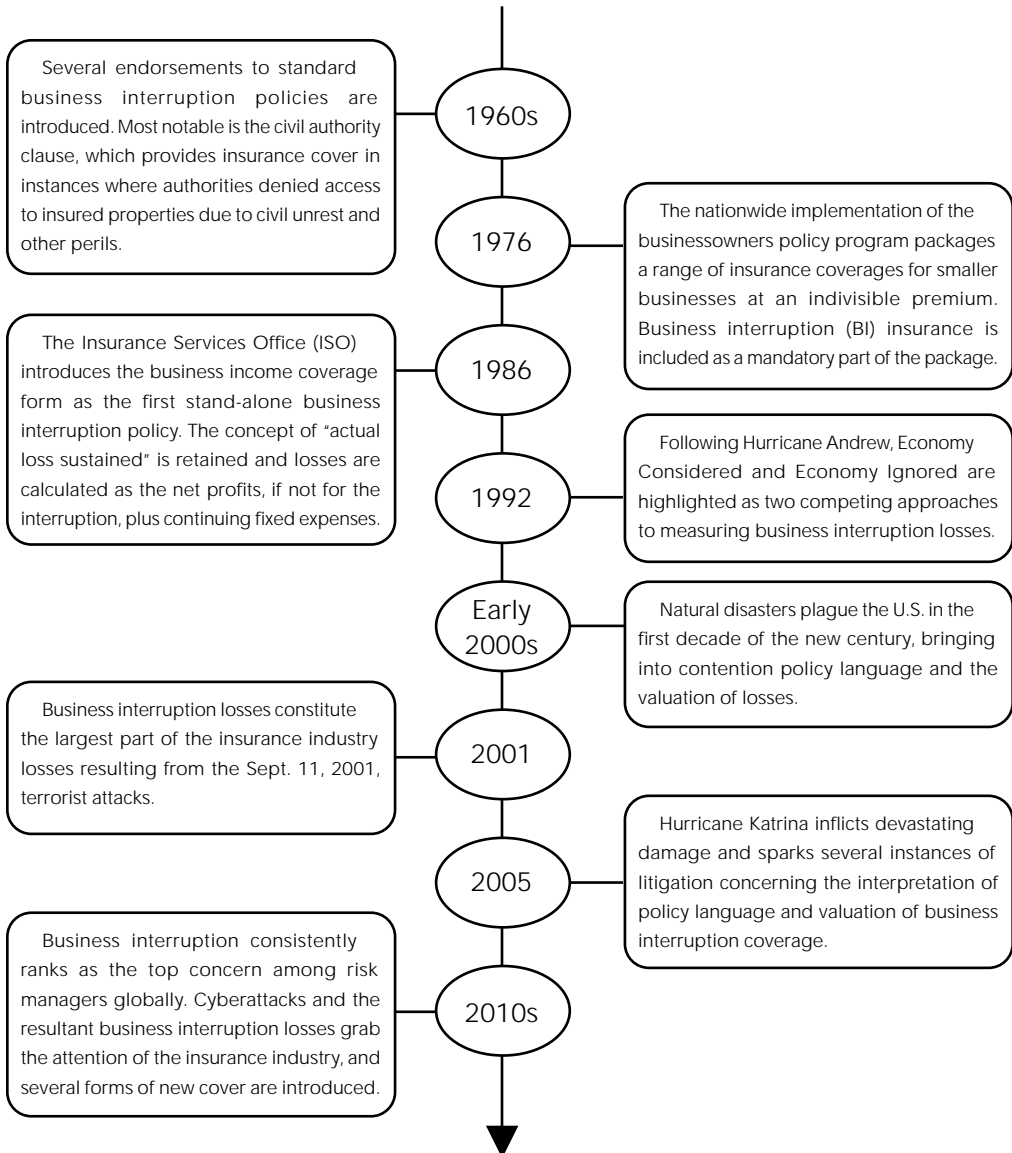 Several endorsements to standard
business interruption policies are
introduced. Most notable is the civil authority
clause, which provides insurance cover in
instances where authorities denied access
to insured properties due to civil unrest and
other perils.
1960s
1976
The nationwide implementation of the
businessowners policy program packages
a range of insurance coverages for smaller
businesses at an indivisible premium.
Business interruption (BI) insurance is
included as a mandatory part of the package.
The Insurance Services Office (ISO)
introduces the business income coverage
form as the first stand-alone business
interruption policy. The concept of “actual
loss sustained” is retained and losses are
calculated as the net profits, if not for the
interruption, plus continuing fixed expenses.
1986
1992
Following Hurricane Andrew, Economy
Considered and Economy Ignored are
highlighted as two competing approaches
to measuring business interruption losses.
Early
2000s
Natural disasters plague the U.S. in the
first decade of the new century, bringing
into contention policy language and the
valuation of losses.
Business interruption losses constitute
the largest part of the insurance industry
losses resulting from the Sept. 11, 2001,
terrorist attacks.
2001
2005
Hurricane Katrina inflicts devastating
damage and sparks several instances of
litigation concerning the interpretation of
policy language and valuation of business
interruption coverage.
Business interruption consistently
ranks as the top concern among risk
managers globally. Cyberattacks and the
resultant business interruption losses grab
the attention of the insurance industry, and
several forms of new cover are introduced.
2010s